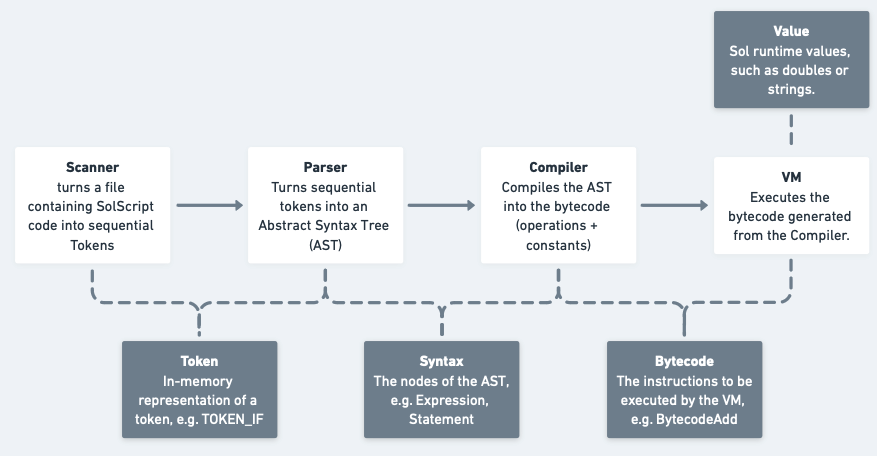 Value
Sol runtime values,
such as doubles or
strings.
Scanner
turns a file
containing SolScript
code into sequential
Tokens
Parser
Turns sequential
tokens into an
Abstract Syntax Tree
(AST)
Compiler
Compiles the AST
into the bytecode
(operations +
constants)
VM
Executes the
bytecode generated
from the Compiler.
Token
In-memory
representation of a
token, e.g. TOKEN_IF
Syntax
The nodes of the AST,
e.g. Expression,
Statement
Bytecode
The instructions to be
executed by the VM,
e.g. BytecodeAdd